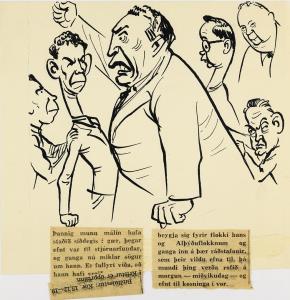 Þannig munu málin hafa
staðið síðdegis í gær, þegar
efnt var til stjórnarfundar,
og ganga nú miklar sögur
um hann. Er fullyrt víða, að
hann hafi
beygja sig fyrir flokki hans
og Alþýðuflokknum og
ganga inn á þær ráðstafanir,
sem þeir vildu efna til, þá
mundi þing verða rofið á
morgun — miðvikudag — og
efnt til kosninga í vor.